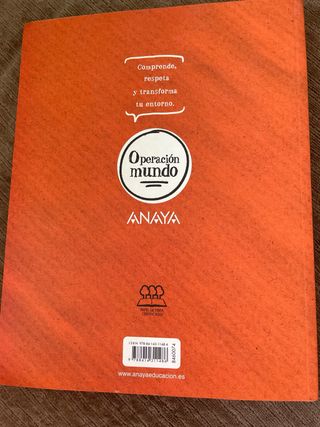 Comprende,
respeta
y transforma
tu entorno.
Operación
mundo
ANAYA
www.anayaeducacion.es